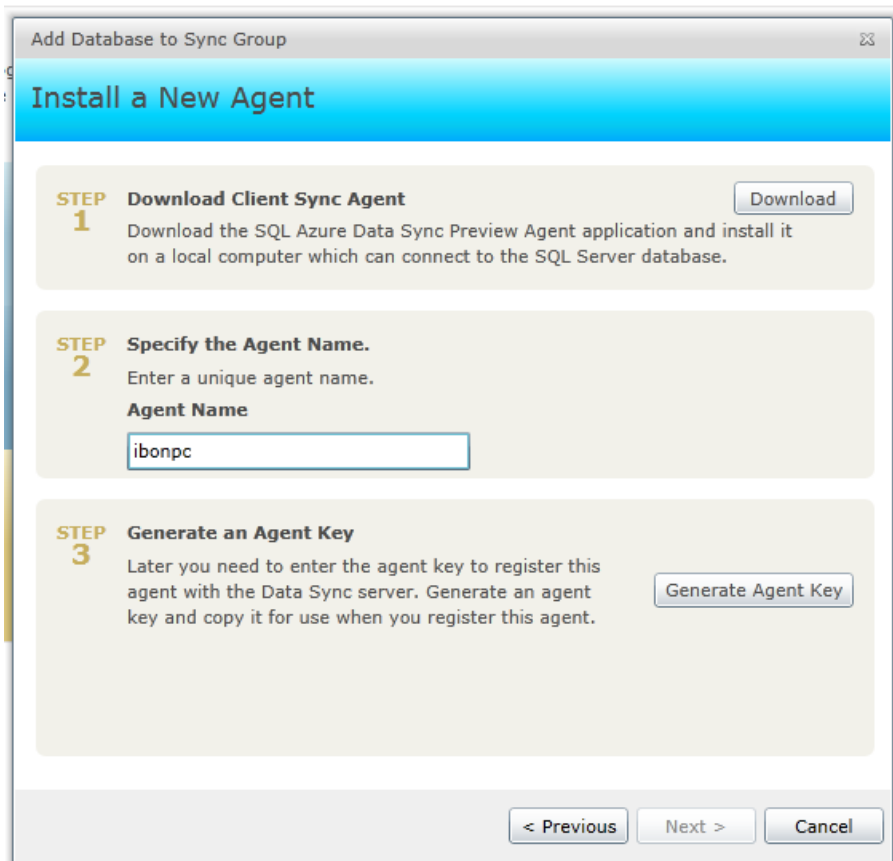 Add Database to Sync Group
Install a New Agent
STEP
1
Download Client Sync Agent
Download
Download the SQL Azure Data Sync Preview Agent application and install it
on a local computer which can connect to the SQL Server database.
STEP
2
Specify the Agent Name.
Enter a unique agent name.
Agent Name
ibonpc
STEP
3
Generate an Agent Key
Later you need to enter the agent key to register this
agent with the Data Sync server. Generate an agent
key and copy it for use when you register this agent.
Generate Agent Key
< Previous
Next >
Cancel